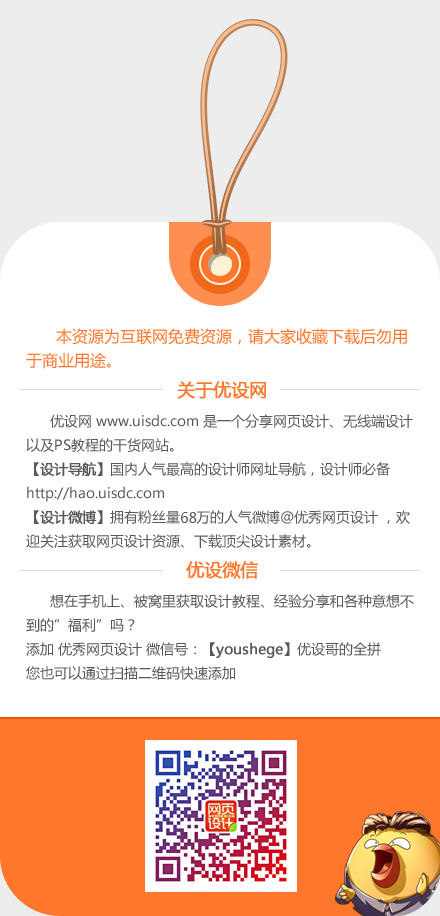 本资源为互联网免费资源，请大家收藏下载后勿用
于商业用途。
关于优设网
优设网 www.uisdc.com 是一个分享网页设计、无线端设计
以及PS教程的干货网站。
【设计导航】国内人气最高的设计师网址导航，设计师必备
http://hao.uisdc.com
【设计微博】拥有粉丝量68万的人气微博@优秀网页设计 ，欢
迎关注获取网页设计资源、下载顶尖设计素材。
优设微信
想在手机上、被窝里获取设计教程、经验分享和各种意想不
到的”福利”吗？
添加 优秀网页设计 微信号：【youshege】优设哥的全拼
您也可以通过扫描二维码快速添加
网页
设计